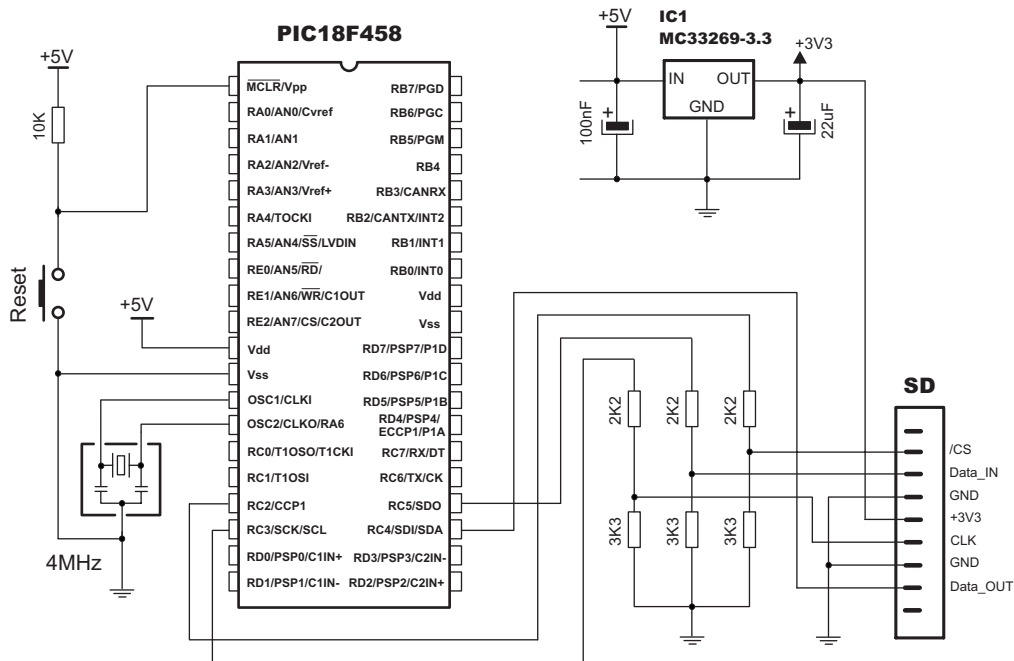 PIC18F458
+5V
10K
Reset
+5V
4MHz
M̅C̅L̅R̅/Vpp
RA0/AN0/Cvref
RA1/AN1
RA2/AN2/Vref-
RA3/AN3/Vref+
RA4/TOCKI
RA5/AN4/S̅S̅/LVDIN
RE0/AN5/R̅D̅/
RE1/AN6/W̅R̅/C1OUT
RE2/AN7/CS/C2OUT
Vdd
Vss
OSC1/CLKI
OSC2/CLKO/RA6
RC0/T1OSO/T1CKI
RC1/T1OSI
RC2/CCP1
RC3/SCK/SCL
RD0/PSP0/C1IN+
RD1/PSP1/C1IN-
RB7/PGD
RB6/PGC
RB5/PGM
RB4
RB3/CANRX
RB2/CANTX/INT2
RB1/INT1
RB0/INT0
Vdd
Vss
RD7/PSP7/P1D
RD6/PSP6/P1C
RD5/PSP5/P1B
RD4/PSP4/
ECCP1/P1A
RC7/RX/DT
RC6/TX/CK
RC5/SDO
RC4/SDI/SDA
RD3/PSP3/C2IN-
RD2/PSP2/C2IN+
+5V
IC1
MC33269-3.3
+3V3
IN
OUT
GND
+
100nF
+
22uF
2K2
2K2
2K2
3K3
3K3
3K3
SD
/CS
Data_IN
GND
+3V3
CLK
GND
Data_OUT